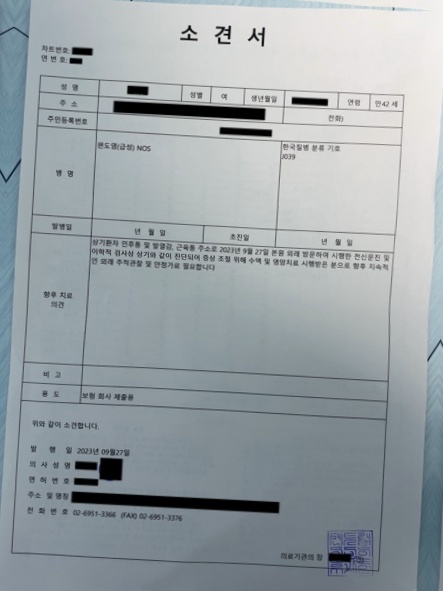 소 견 서
차트번호:
연 번 호:
성 명 성별 여 생년월일 연령 만42 세
주 소 전화)
주민등록번호
병 명 편도염(급성) NOS 한국질병 분류 기호
J039
발병일 년 월 일 초진일 년 월 일
향후 치료 의견
상기환자 인후통 및 발열감, 근육통 주소로 2023년 9월 27일 본원 외래 방문하여 시행한 전신문진 및
이학적 검사상 상기와 같이 진단되어 증상 조절 위해 수액 및 영양치료 시행받은 분으로 향후 지속적
인 외래 추적관찰 및 안정가료 필요합니다
비 고
용 도 보험 회사 제출용
위와 같이 소견합니다.
발 행 일 2023년 09월27일
의 사 성 명
면 허 번 호
주소 및 명칭
전 화 번 호 02-6951-3366 (FAX) 02-6951-3376
의료기관의 장